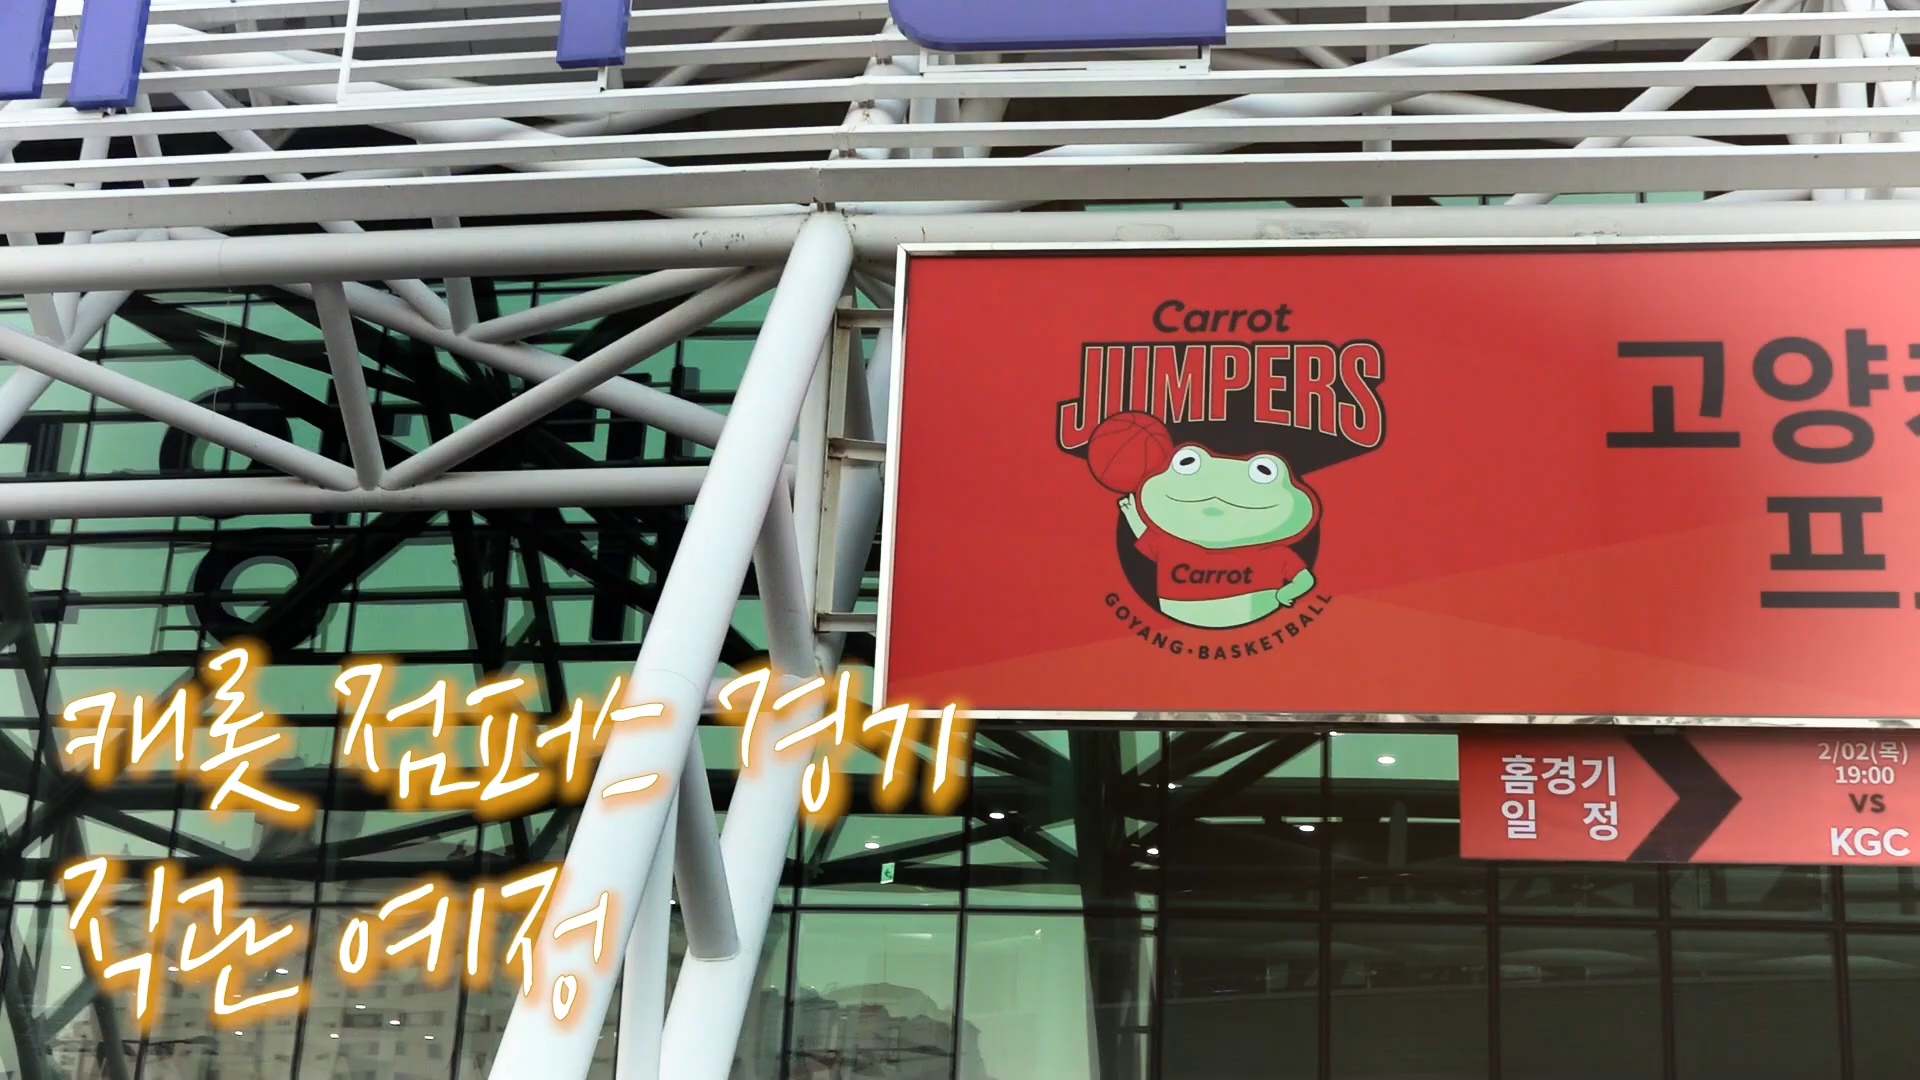 Carrot
JUMPERS
Carrot
GOYANG·BASKETBALL
고양
홈경기
일 정
2/02(목)
19:00
VS
KGC
캐롯 점퍼스 경기
직관 예정